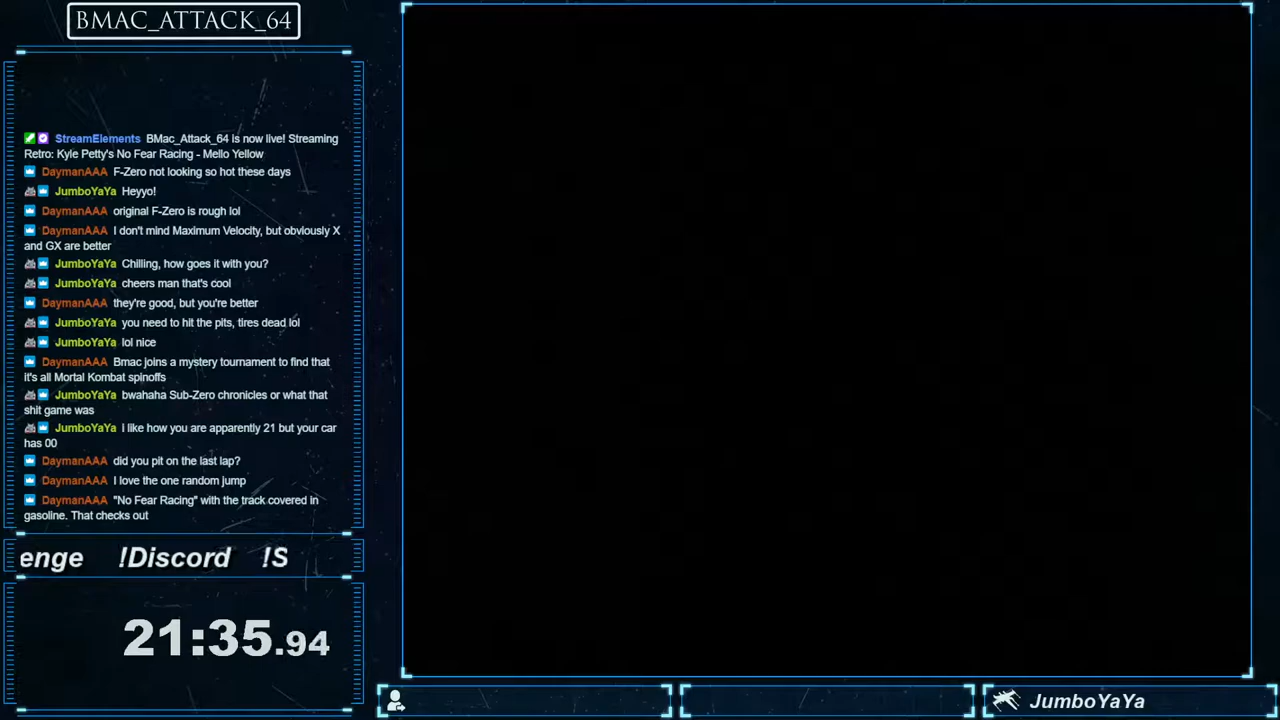 BMAC_ATTACK_64
StreamElements BMac_Attack_64 is now live! Streaming
Retro: Kyle Petty's No Fear Racing - Mello Yellow
DaymanAAA F-Zero not looking so hot these days
JumboYaYa Heyyo!
DaymanAAA original F-Zero is rough lol
DaymanAAA I don't mind Maximum Velocity, but obviously X
and GX are better
JumboYaYa Chilling, how goes it with you?
JumboYaYa cheers man that's cool
DaymanAAA they're good, but you're better
JumboYaYa you need to hit the pits, tires dead lol
JumboYaYa lol nice
DaymanAAA Bmac joins a mystery tournament to find that
it's all Mortal Kombat spinoffs
JumboYaYa bwahaha Sub-Zero chronicles or what that
shit game was
JumboYaYa I like how you are apparently 21 but your car
has 00
DaymanAAA did you pit on the last lap?
DaymanAAA I love the one random jump
DaymanAAA "No Fear Racing" with the track covered in
gasoline. That checks out
enge !Discord !S
21:35.94
JumboYaYa